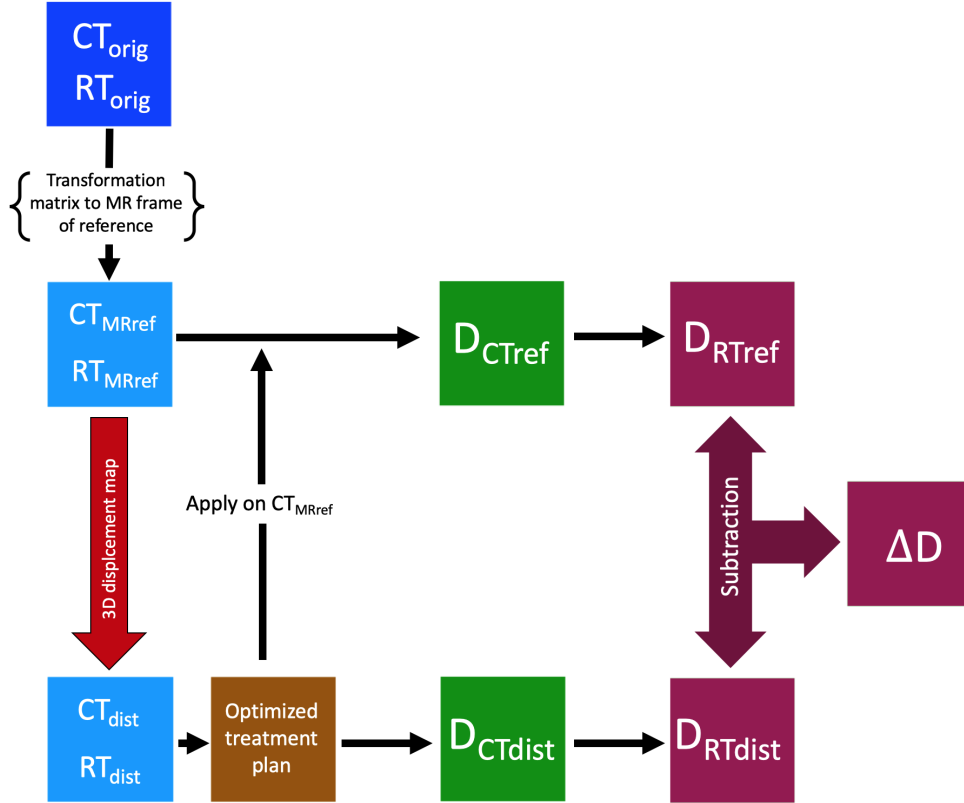 CTorig
RTorig
Transformation
matrix to MR frame
of reference
CTMRref
RTMRref
DCTref
DRTref
3D displcement map
Apply on CTMRref
Subtraction
ΔD
CTdist
RTdist
Optimized
treatment
plan
DCTdist
DRTdist